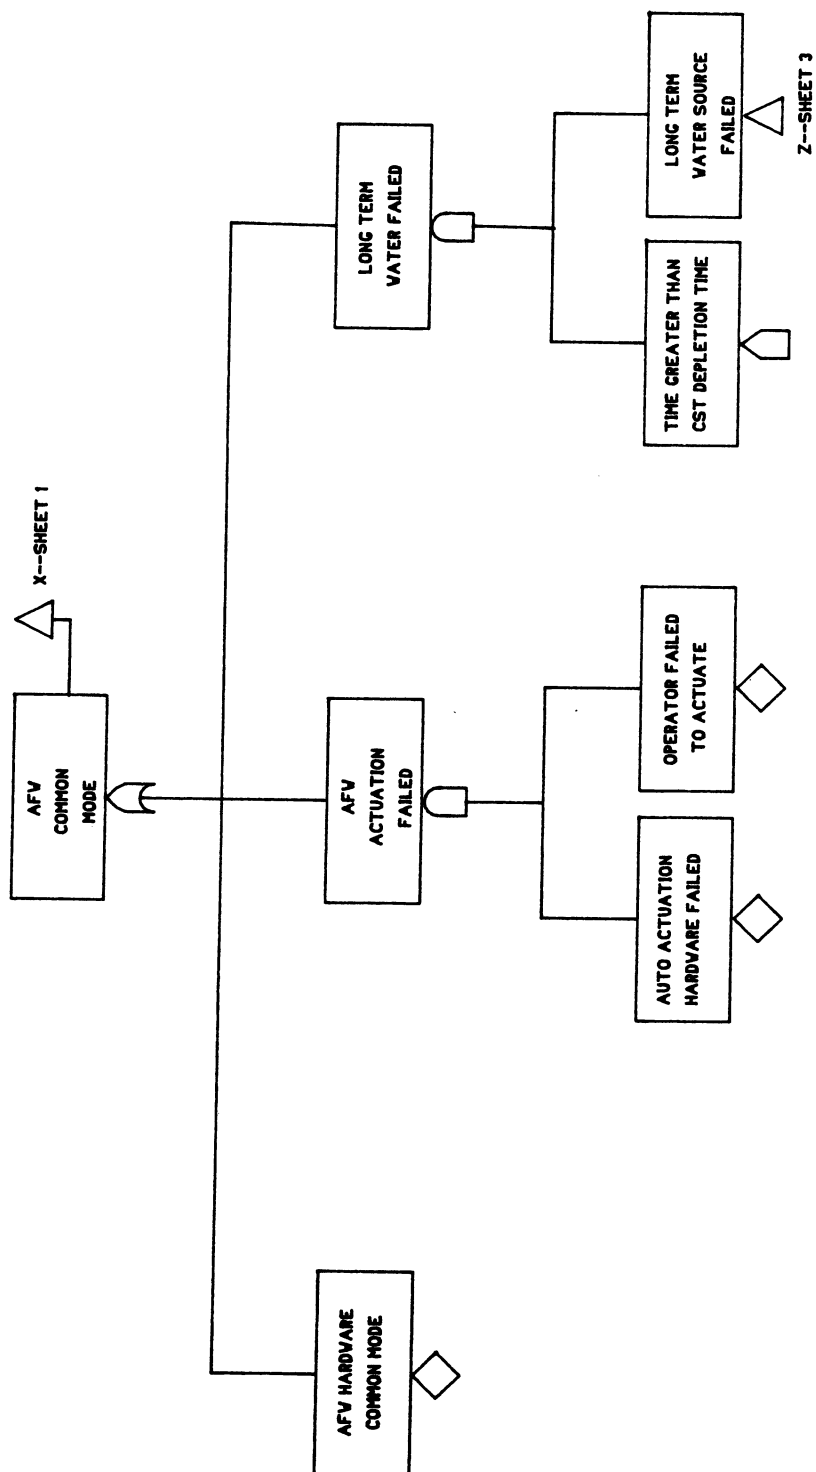 X--SHEET 1
AFW
COMMON
MODE
LONG TERM
WATER FAILED
AFW
ACTUATION
FAILED
AFW HARDWARE
COMMON MODE
LONG TERM
WATER SOURCE
FAILED
Z--SHEET 3
TIME GREATER THAN
CST DEPLETION TIME
OPERATOR FAILED
TO ACTUATE
AUTO ACTUATION
HARDWARE FAILED